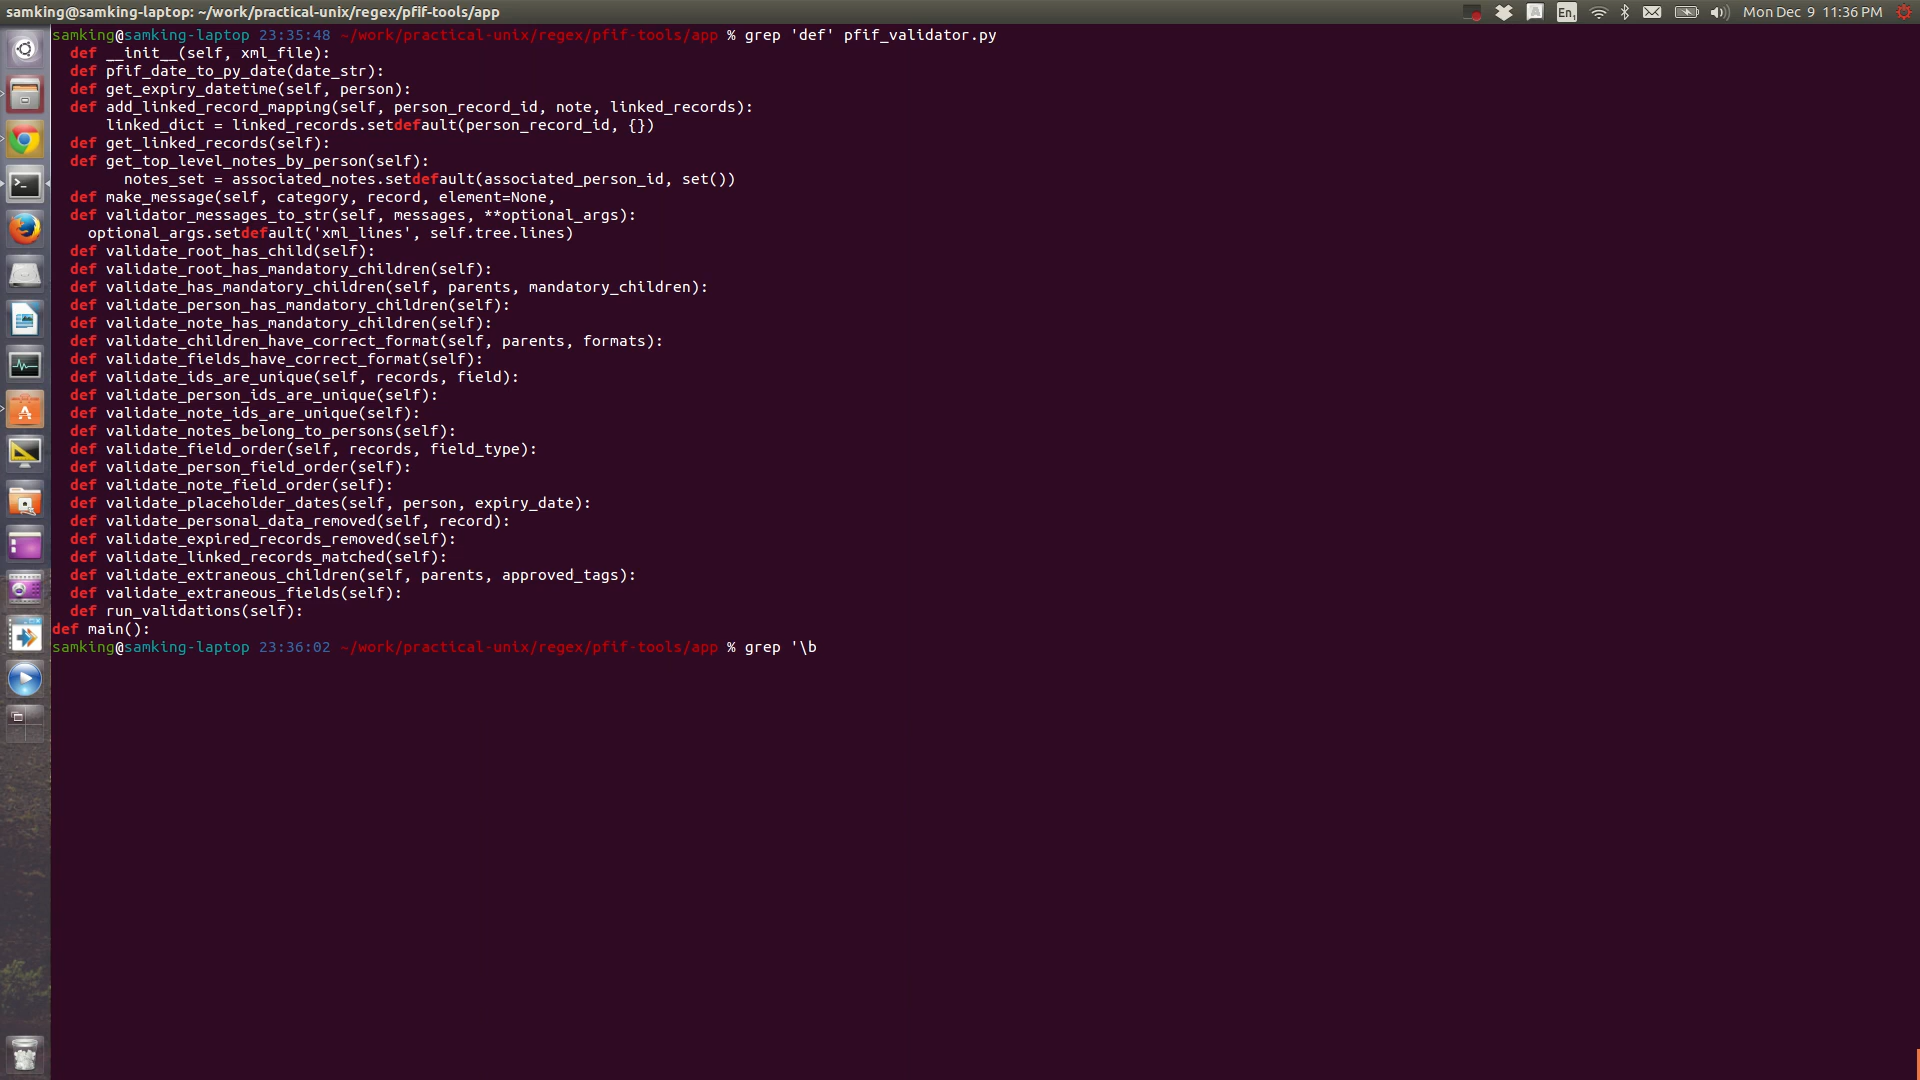 samking@samking-laptop: ~/work/practical-unix/regex/pfif-tools/app
En1
Mon Dec 9 11:36 PM
samking@samking-laptop 23:35:48 ~/work/practical-unix/regex/pfif-tools/app % grep 'def' pfif_validator.py
  def __init__(self, xml_file):
  def pfif_date_to_py_date(date_str):
  def get_expiry_datetime(self, person):
  def add_linked_record_mapping(self, person_record_id, note, linked_records):
      linked_dict = linked_records.setdefault(person_record_id, {})
  def get_linked_records(self):
  def get_top_level_notes_by_person(self):
        notes_set = associated_notes.setdefault(associated_person_id, set())
  def make_message(self, category, record, element=None,
  def validator_messages_to_str(self, messages, **optional_args):
    optional_args.setdefault('xml_lines', self.tree.lines)
  def validate_root_has_child(self):
  def validate_root_has_mandatory_children(self):
  def validate_has_mandatory_children(self, parents, mandatory_children):
  def validate_person_has_mandatory_children(self):
  def validate_note_has_mandatory_children(self):
  def validate_children_have_correct_format(self, parents, formats):
  def validate_fields_have_correct_format(self):
  def validate_ids_are_unique(self, records, field):
  def validate_person_ids_are_unique(self):
  def validate_note_ids_are_unique(self):
  def validate_notes_belong_to_persons(self):
  def validate_field_order(self, records, field_type):
  def validate_person_field_order(self):
  def validate_note_field_order(self):
  def validate_placeholder_dates(self, person, expiry_date):
  def validate_personal_data_removed(self, record):
  def validate_expired_records_removed(self):
  def validate_linked_records_matched(self):
  def validate_extraneous_children(self, parents, approved_tags):
  def validate_extraneous_fields(self):
  def run_validations(self):
def main():
samking@samking-laptop 23:36:02 ~/work/practical-unix/regex/pfif-tools/app % grep '\b